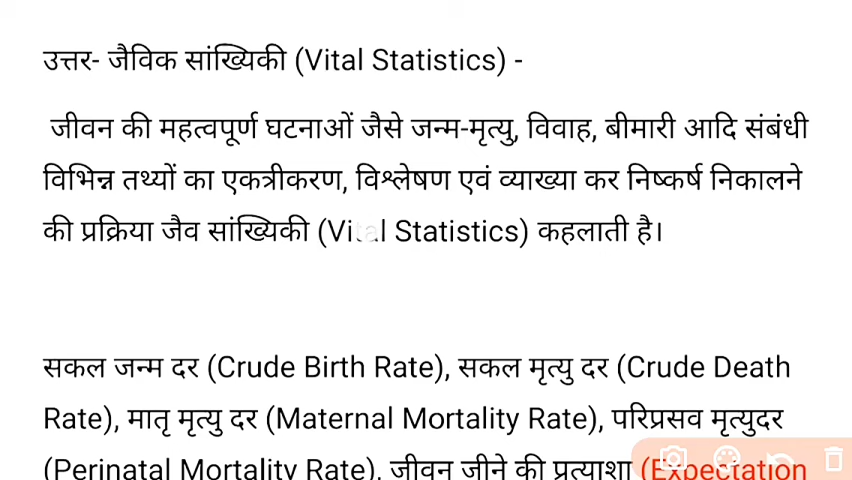 उत्तर- जैविक सांख्यिकी (Vital Statistics) -
जीवन की महत्वपूर्ण घटनाओं जैसे जन्म-मृत्यु, विवाह, बीमारी आदि संबंधी
विभिन्न तथ्यों का एकत्रीकरण, विश्लेषण एवं व्याख्या कर निष्कर्ष निकालने
की प्रक्रिया जैव सांख्यिकी (Vital Statistics) कहलाती है।
सकल जन्म दर (Crude Birth Rate), सकल मृत्यु दर (Crude Death
Rate), मातृ मृत्यु दर (Maternal Mortality Rate), परिप्रसव मृत्युदर
(Perinatal Mortality Rate), जीवन जीने की प्रत्याशा (Expectation